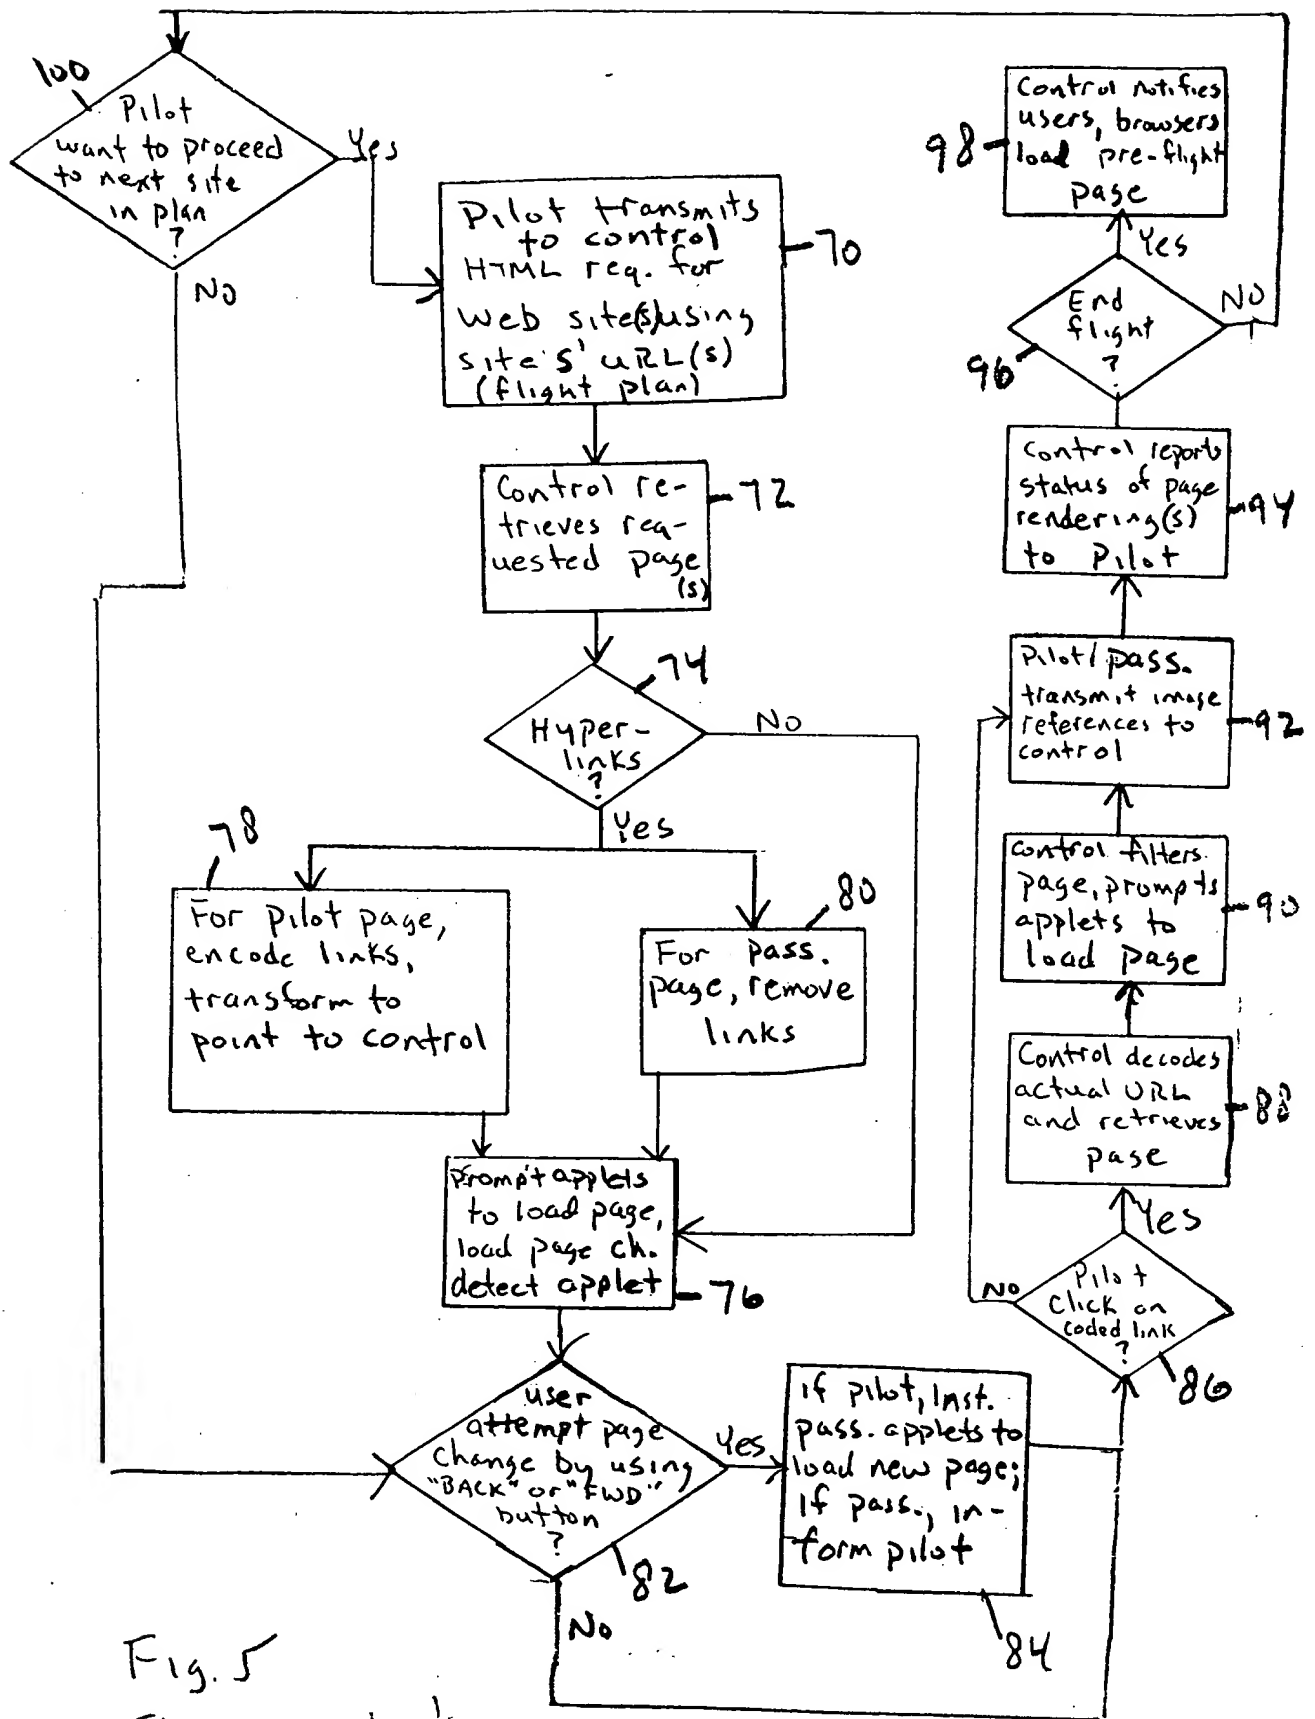 100
Pilot
want to proceed
to next site
in plan
?
Yes
NO
Pilot transmits
to control
HTML req. for
Web site(s)using
site's' URL(s)
(flight plan)
70
Control re-
trieves req-
uested page
(s)
72
74
Hyper-
links
?
No
Yes
78
For pilot page,
encode links,
transform to
point to control
80
For pass.
page, remove
links
Prompt applets
to load page,
load page ch.
detect applet
76
user
attempt page
change by using
"BACK" or "FWD"
button
?
82
Yes
No
if pilot, inst.
pass. applets to
load new page;
if pass., in-
form pilot
84
Pilot
click on
coded link
?
86
NO
Yes
Control decodes
actual URL
and retrieves
page
88
control filters
page, prompts
applets to
load page
90
Pilot/pass.
transmit image
references to
control
92
Control reports
status of page
rendering(s)
to Pilot
94
End
flight
?
96
NO
Yes
Control notifies
users, browsers
load pre-flight
page
98
Fig. 5